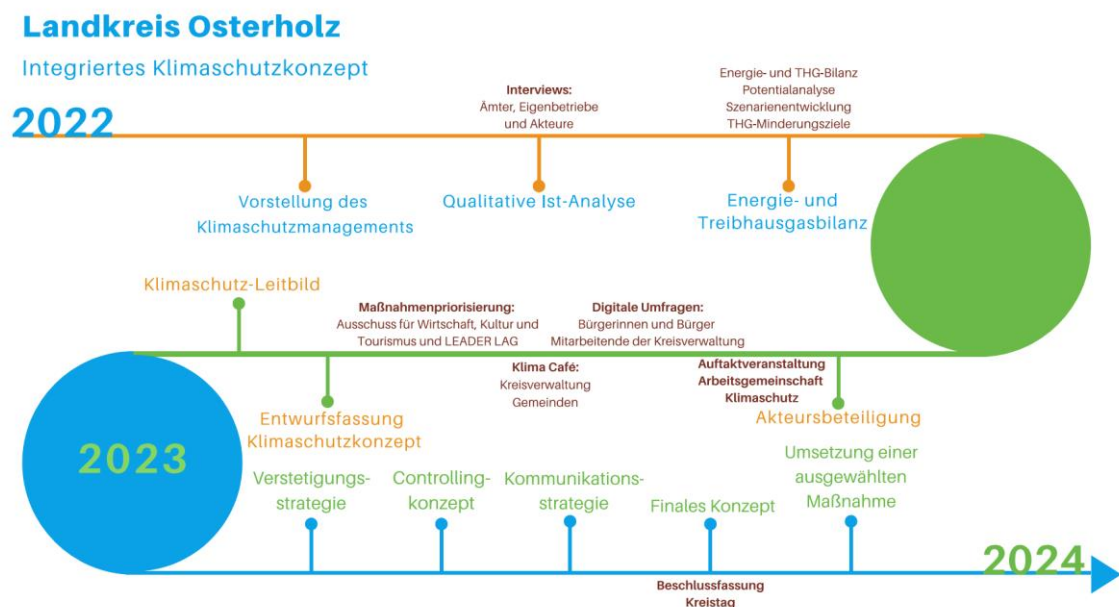 Landkreis Osterholz
Integriertes Klimaschutzkonzept
2022
Interviews:
Ämter, Eigenbetriebe
und Akteure
Energie- und THG-Bilanz
Potentialanalyse
Szenarienentwicklung
THG-Minderungsziele
Vorstellung des
Klimaschutzmanagements
Qualitative Ist-Analyse
Energie- und
Treibhausgasbilanz
Klimaschutz-Leitbild
Maßnahmenpriorisierung:
Ausschuss für Wirtschaft, Kultur und
Tourismus und LEADER LAG
Digitale Umfragen:
Bürgerinnen und Bürger
Mitarbeitende der Kreisverwaltung
Klima Café:
Kreisverwaltung
Gemeinden
Auftaktveranstaltung
Arbeitsgemeinschaft
Klimaschutz
Entwurfsfassung
Klimaschutzkonzept
Akteursbeteiligung
2023
Verstetigungs-
strategie
Controlling-
konzept
Kommunikations-
strategie
Finales Konzept
Umsetzung einer
ausgewählten
Maßnahme
2024
Beschlussfassung
Kreistag